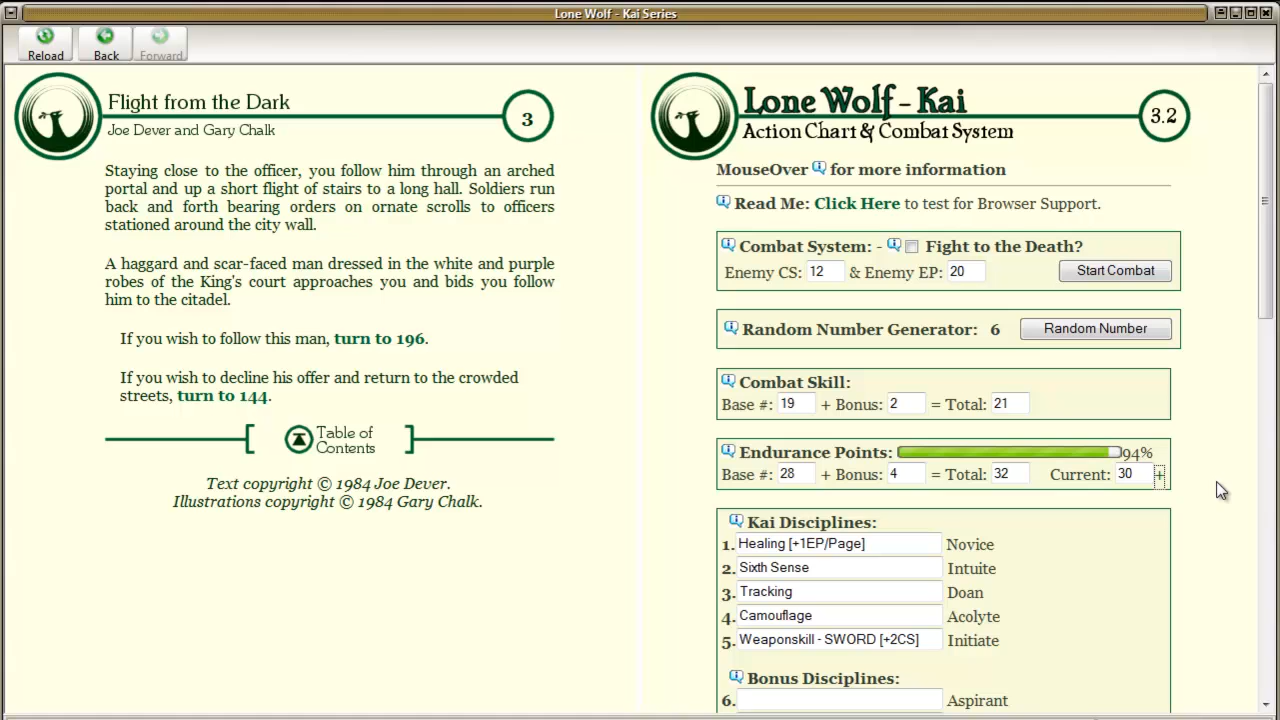 Lone Wolf - Kai Series
Reload
Back
Forward
Flight from the Dark
Joe Dever and Gary Chalk
3
Staying close to the officer, you follow him through an arched
portal and up a short flight of stairs to a long hall. Soldiers run
back and forth bearing orders on ornate scrolls to officers
stationed around the city wall.
A haggard and scar-faced man dressed in the white and purple
robes of the King's court approaches you and bids you follow
him to the citadel.
If you wish to follow this man, turn to 196.
If you wish to decline his offer and return to the crowded
streets, turn to 144.
Table of
Contents
Text copyright © 1984 Joe Dever.
Illustrations copyright © 1984 Gary Chalk.
Lone Wolf - Kai
Action Chart & Combat System
3.2
MouseOver for more information
Read Me: Click Here to test for Browser Support.
Combat System: - Fight to the Death?
Enemy CS: 12 & Enemy EP: 20 Start Combat
Random Number Generator: 6 Random Number
Combat Skill:
Base #: 19 + Bonus: 2 = Total: 21
Endurance Points: 94%
Base #: 28 + Bonus: 4 = Total: 32 Current: 30 +
Kai Disciplines:
1. Healing [+1EP/Page] Novice
2. Sixth Sense Intuite
3. Tracking Doan
4. Camouflage Acolyte
5. Weaponskill - SWORD [+2CS] Initiate
Bonus Disciplines:
6. Aspirant